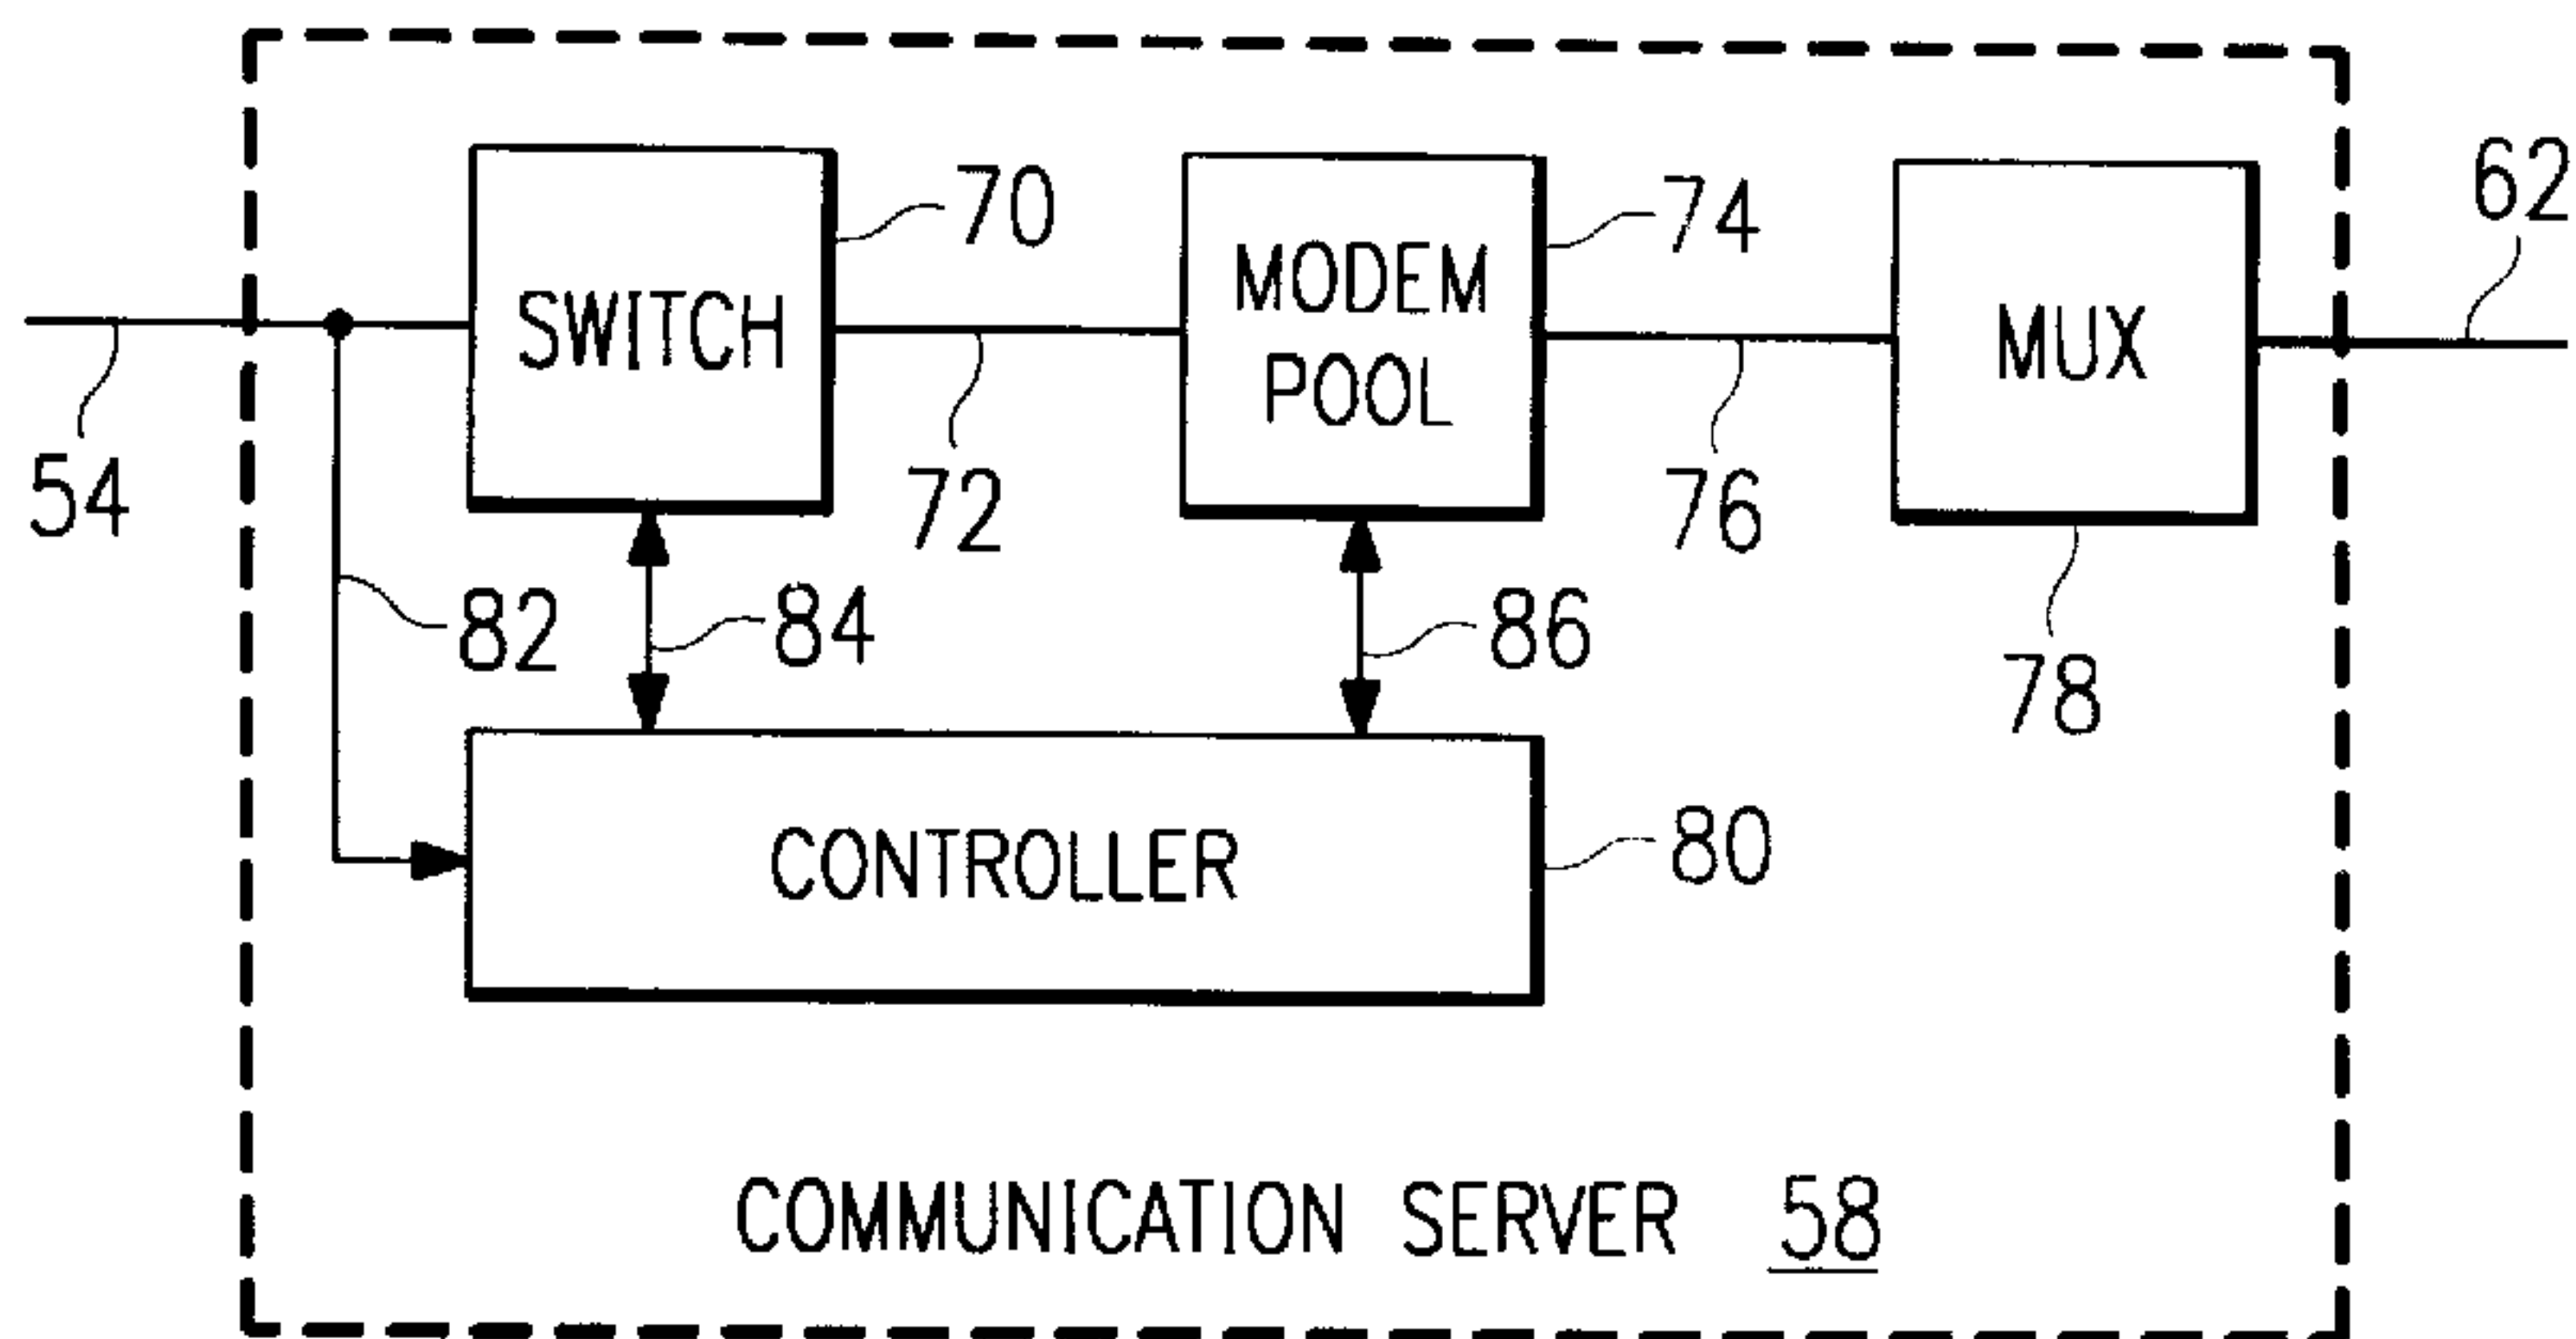 62
70
74
SWITCH
MODEM
POOL
MUX
54
72
76
82
84
86
78
CONTROLLER
80
COMMUNICATION SERVER 58